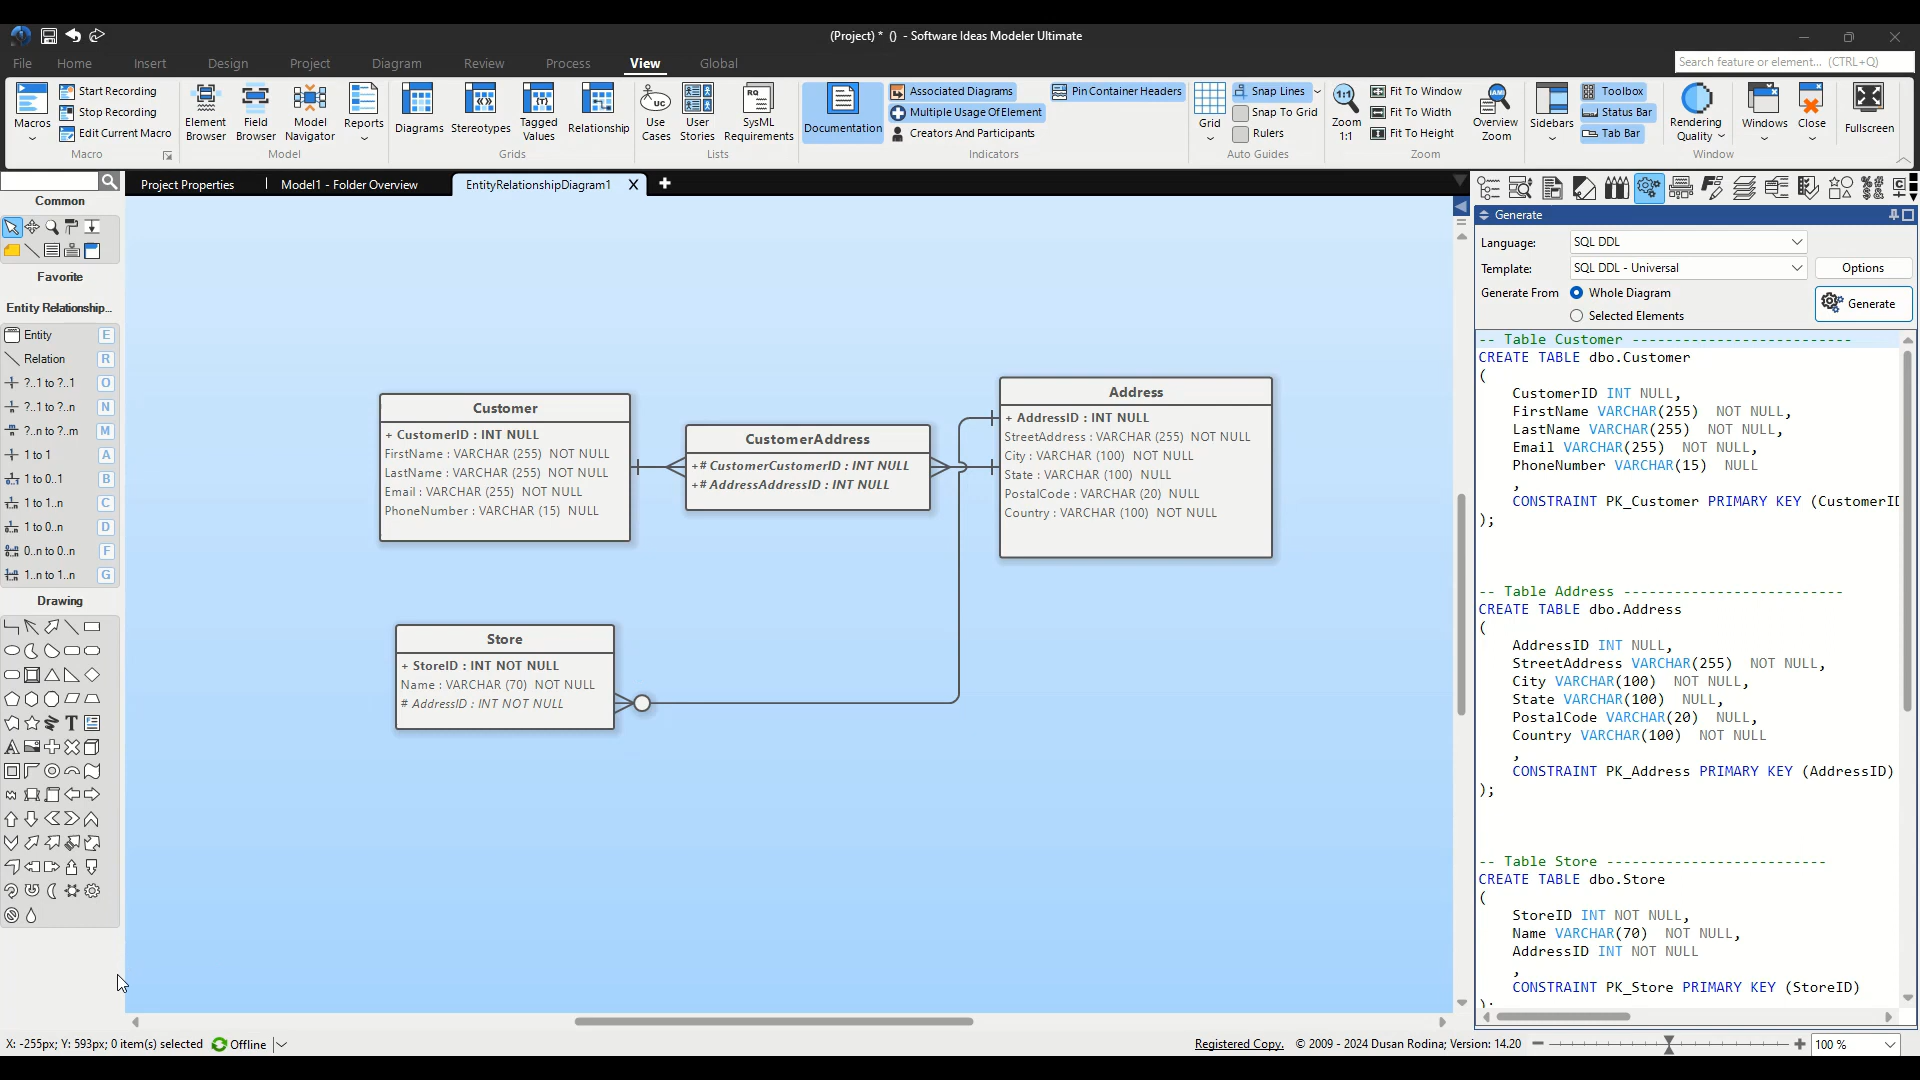 (Project) * () - Software Ideas Modeler Ultimate
File Home Insert Design Project Diagram Review Process View Global
Search feature or element... (CTRL+Q)
Macros
Start Recording
Stop Recording
Edit Current Macro
Macro
Element Browser
Field Browser
Model Navigator
Reports
Model
Diagrams
Stereotypes
Tagged Values
Relationship
Grids
Use Cases
User Stories
SysML Requirements
Lists
Documentation
Associated Diagrams
Multiple Usage Of Element
Creators And Participants
Pin Container Headers
Indicators
Grid
Snap Lines
Snap To Grid
Rulers
Auto Guides
Zoom 1:1
Fit To Window
Fit To Width
Fit To Height
Overview Zoom
Zoom
Sidebars
Toolbox
Status Bar
Tab Bar
Rendering Quality
Windows
Close
Window
Fullscreen
Project Properties
Model1 - Folder Overview
EntityRelationshipDiagram1 X
Common
Favorite
Entity Relationship...
Entity E
Relation R
?..1 to ?..1 O
?..1 to ?..n N
?..n to ?..m M
1 to 1 A
1 to 0..1 B
1 to 1..n C
1 to 0..n D
0..n to 0..n F
1..n to 1..n G
Drawing
Customer
+ CustomerID : INT NULL
FirstName : VARCHAR (255) NOT NULL
LastName : VARCHAR (255) NOT NULL
Email : VARCHAR (255) NOT NULL
PhoneNumber : VARCHAR (15) NULL
CustomerAddress
+# CustomerCustomerID : INT NULL
+# AddressAddressID : INT NULL
Address
+ AddressID : INT NULL
StreetAddress : VARCHAR (255) NOT NULL
City : VARCHAR (100) NOT NULL
State : VARCHAR (100) NULL
PostalCode : VARCHAR (20) NULL
Country : VARCHAR (100) NOT NULL
Store
+ StoreID : INT NOT NULL
Name : VARCHAR (70) NOT NULL
# AddressID : INT NOT NULL
Generate
Language: SQL DDL
Template: SQL DDL - Universal
Options
Generate From Whole Diagram
Selected Elements
Generate
-- Table Customer --------------------------
CREATE TABLE dbo.Customer
(
CustomerID INT NULL,
FirstName VARCHAR(255) NOT NULL,
LastName VARCHAR(255) NOT NULL,
Email VARCHAR(255) NOT NULL,
PhoneNumber VARCHAR(15) NULL
,
CONSTRAINT PK_Customer PRIMARY KEY (CustomerID
);
-- Table Address --------------------------
CREATE TABLE dbo.Address
(
AddressID INT NULL,
StreetAddress VARCHAR(255) NOT NULL,
City VARCHAR(100) NOT NULL,
State VARCHAR(100) NULL,
PostalCode VARCHAR(20) NULL,
Country VARCHAR(100) NOT NULL
,
CONSTRAINT PK_Address PRIMARY KEY (AddressID)
);
-- Table Store --------------------------
CREATE TABLE dbo.Store
(
StoreID INT NOT NULL,
Name VARCHAR(70) NOT NULL,
AddressID INT NOT NULL
,
CONSTRAINT PK_Store PRIMARY KEY (StoreID)
);
X: -255px; Y: 593px; 0 item(s) selected
Offline
Registered Copy.
© 2009 - 2024 Dusan Rodina; Version: 14.20
100 %